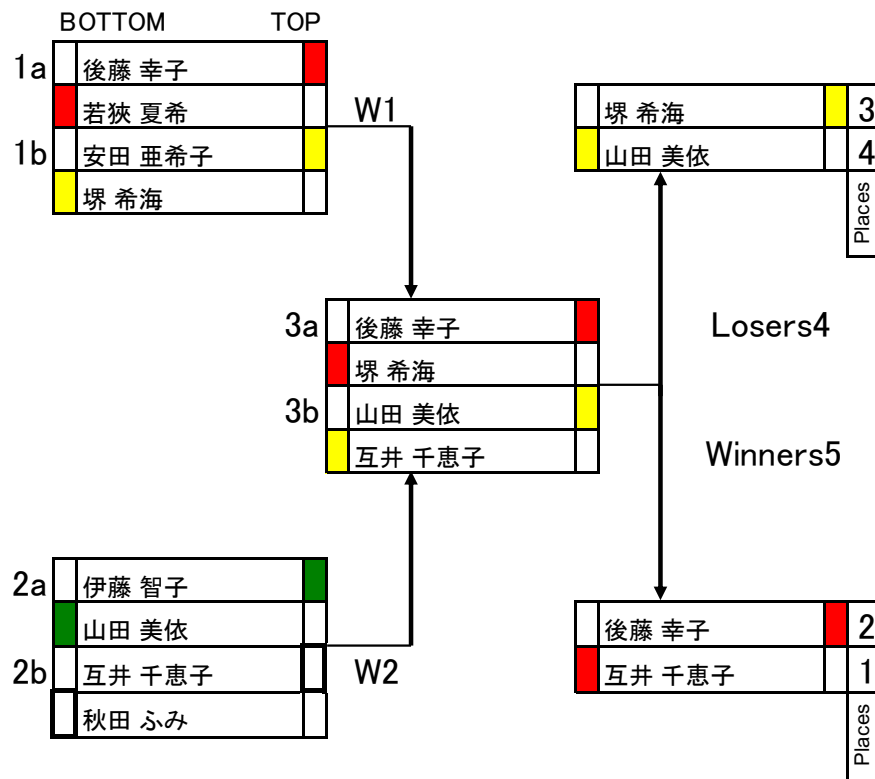 BOTTOM TOP
1a 後藤 幸子
若狹 夏希
1b 安田 亜希子
堺 希海
W1
堺 希海 3
山田 美依 4
Places
3a 後藤 幸子
堺 希海
3b 山田 美依
互井 千恵子
Losers4
Winners5
2a 伊藤 智子
山田 美依
2b 互井 千恵子
秋田 ふみ
W2
後藤 幸子 2
互井 千恵子 1
Places